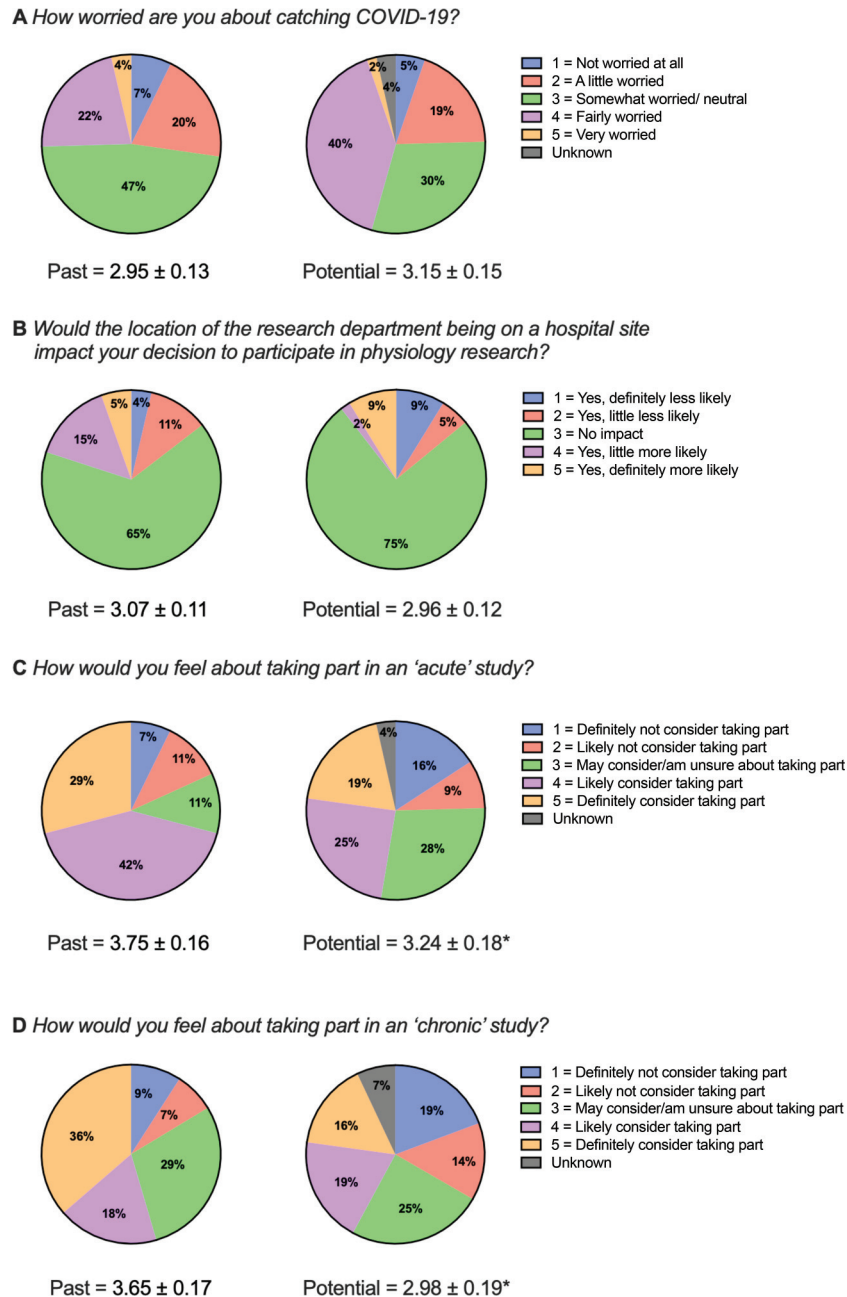 A How worried are you about catching COVID-19?
4%
7%
20%
47%
22%
2%
4%
5%
19%
30%
40%
1 = Not worried at all
2 = A little worried
3 = Somewhat worried/ neutral
4 = Fairly worried
5 = Very worried
Unknown
Past = 2.95 ± 0.13
Potential = 3.15 ± 0.15
B Would the location of the research department being on a hospital site
impact your decision to participate in physiology research?
5%
4%
11%
15%
65%
9%
9%
5%
2%
75%
1 = Yes, definitely less likely
2 = Yes, little less likely
3 = No impact
4 = Yes, little more likely
5 = Yes, definitely more likely
Past = 3.07 ± 0.11
Potential = 2.96 ± 0.12
C How would you feel about taking part in an ‘acute’ study?
7%
11%
11%
29%
42%
4%
16%
9%
19%
25%
28%
1 = Definitely not consider taking part
2 = Likely not consider taking part
3 = May consider/am unsure about taking part
4 = Likely consider taking part
5 = Definitely consider taking part
Unknown
Past = 3.75 ± 0.16
Potential = 3.24 ± 0.18*
D How would you feel about taking part in an ‘chronic’ study?
9%
7%
36%
29%
18%
7%
19%
16%
14%
19%
25%
1 = Definitely not consider taking part
2 = Likely not consider taking part
3 = May consider/am unsure about taking part
4 = Likely consider taking part
5 = Definitely consider taking part
Unknown
Past = 3.65 ± 0.17
Potential = 2.98 ± 0.19*